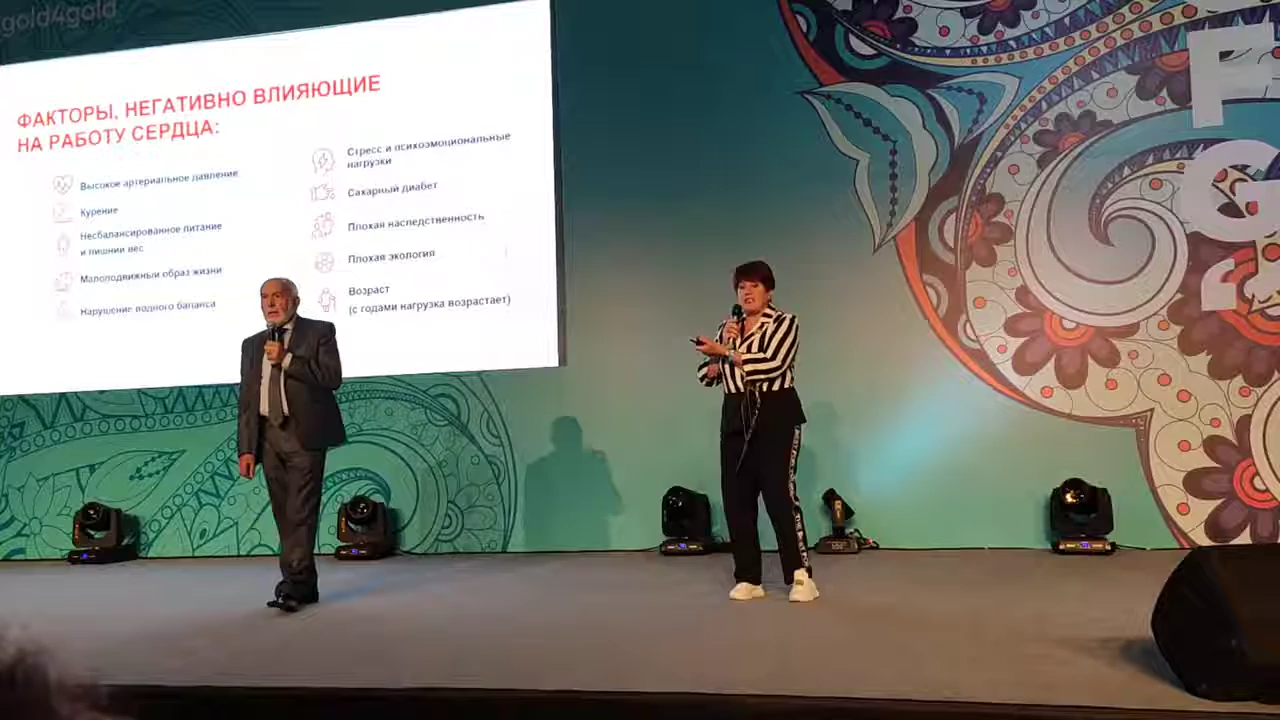 gold4gold
ФАКТОРЫ, НЕГАТИВНО ВЛИЯЮЩИЕ
НА РАБОТУ СЕРДЦА:
Высокое артериальное давление
Курение
Несбалансированное питание
и лишний вес
Малоподвижный образ жизни
Нарушение водного баланса
Стресс и психоэмоциональные
нагрузки
Сахарный диабет
Плохая наследственность
Плохая экология
Возраст
(с годами нагрузка возрастает)